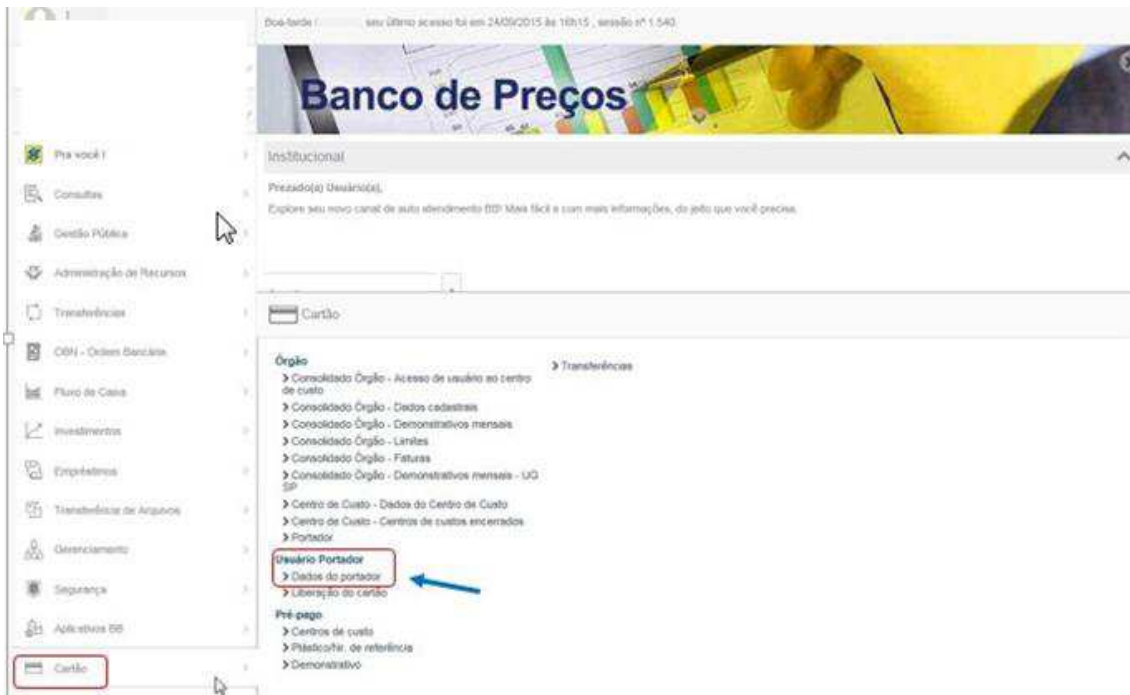 Boa-tarde ! seu último acesso foi em 24/09/2015 às 16h15 , sessão nº 1.540.
Banco de Preços
Pra você !
Consultas
Gestão Pública
Administração de Recursos
Transferências
OBN - Ordem Bancária
Fluxo de Caixa
Investimentos
Empréstimos
Transferência de Arquivos
Gerenciamento
Segurança
Aplicativos BB
Cartão
Institucional
Prezado(a) Usuário(a),
Explore seu novo canal de auto atendimento BB! Mais fácil e com mais informações, do jeito que você precisa.
Cartão
Órgão
Consolidado Órgão - Acesso de usuário ao centro
de custo
Consolidado Órgão - Dados cadastrais
Consolidado Órgão - Demonstrativos mensais
Consolidado Órgão - Limites
Consolidado Órgão - Faturas
Consolidado Órgão - Demonstrativos mensais - UG
SP
Centro de Custo - Dados do Centro de Custo
Centro de Custo - Centros de custos encerrados
Portador
Usuário Portador
Dados do portador
Liberação do cartão
Pré-pago
Centros de custo
Plástico/Nr. de referência
Demonstrativo
Transferências